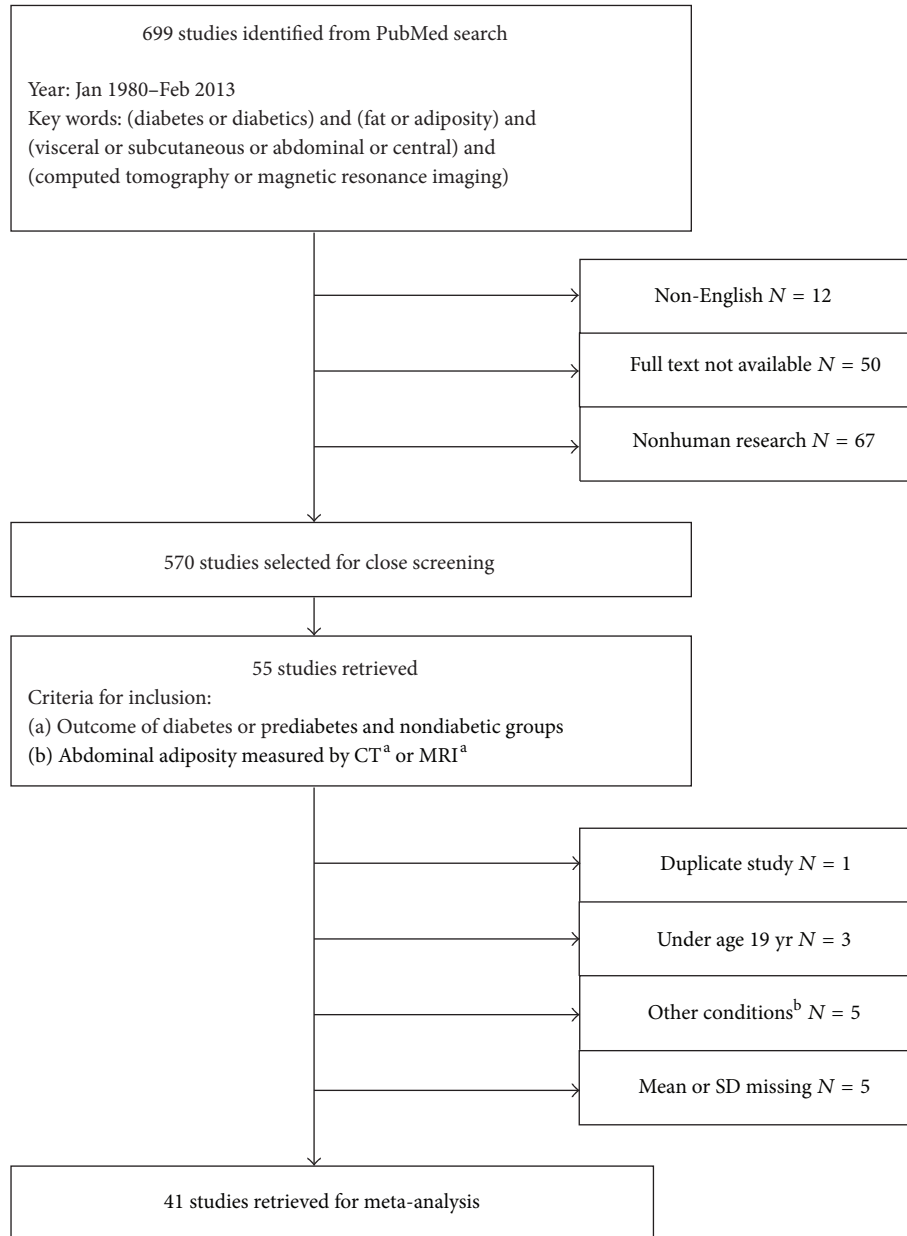 699 studies identified from PubMed search
Year: Jan 1980–Feb 2013
Key words: (diabetes or diabetics) and (fat or adiposity) and
(visceral or subcutaneous or abdominal or central) and
(computed tomography or magnetic resonance imaging)
Non-English N = 12
Full text not available N = 50
Nonhuman research N = 67
570 studies selected for close screening
55 studies retrieved
Criteria for inclusion:
(a) Outcome of diabetes or prediabetes and nondiabetic groups
(b) Abdominal adiposity measured by CTᵃ or MRIᵃ
Duplicate study N = 1
Under age 19 yr N = 3
Other conditionsᵇ N = 5
Mean or SD missing N = 5
41 studies retrieved for meta-analysis